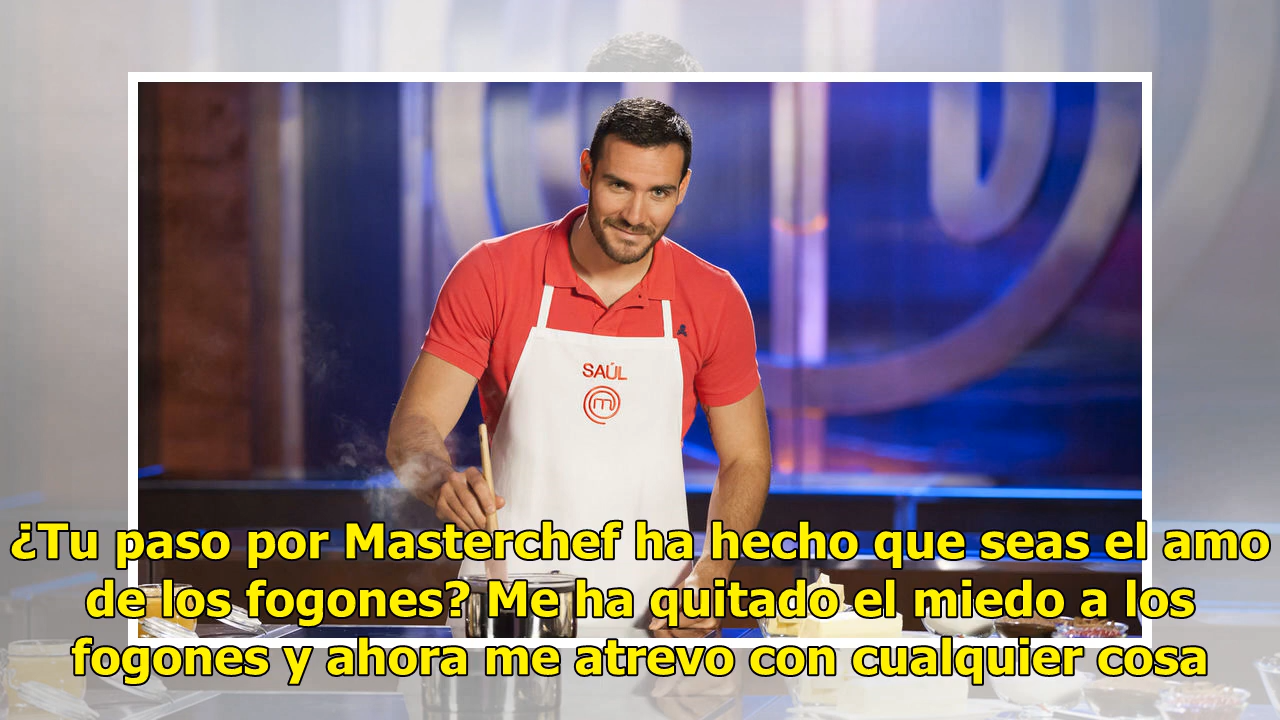 SAÚL
¿Tu paso por Masterchef ha hecho que seas el amo
de los fogones? Me ha quitado el miedo a los
fogones y ahora me atrevo con cualquier cosa